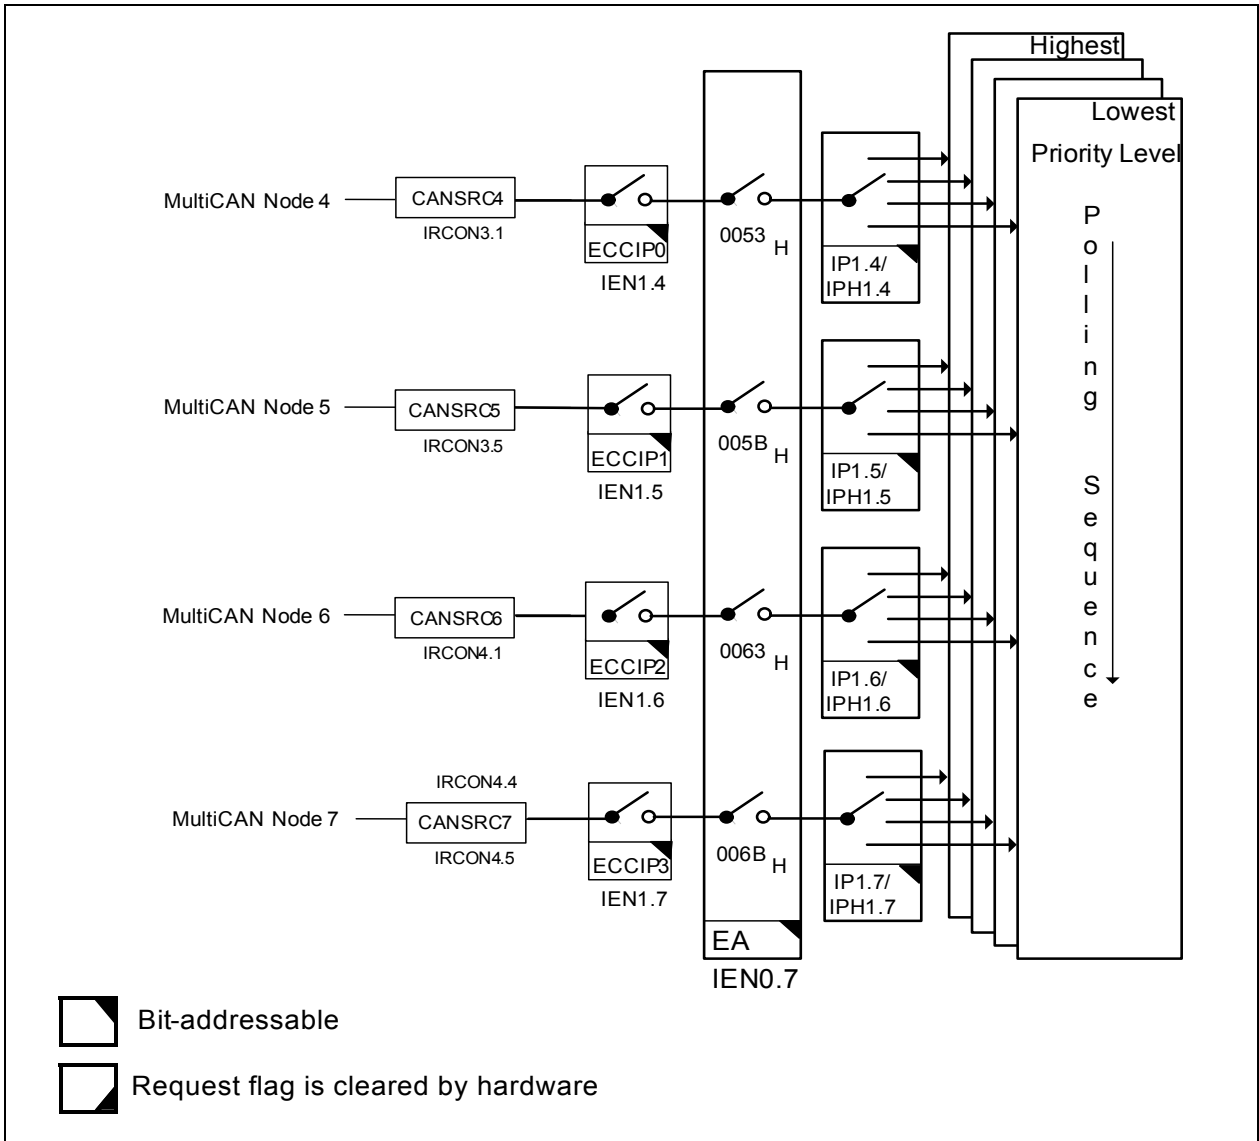 Highest
Lowest
Priority Level
Polling Sequence
MultiCAN Node 4
CANSRC4
IRCON3.1
ECCIP0
IEN1.4
0053 H
IP1.4/
IPH1.4
MultiCAN Node 5
CANSRC5
IRCON3.5
ECCIP1
IEN1.5
005B H
IP1.5/
IPH1.5
MultiCAN Node 6
CANSRC6
IRCON4.1
ECCIP2
IEN1.6
0063 H
IP1.6/
IPH1.6
IRCON4.4
MultiCAN Node 7
CANSRC7
IRCON4.5
ECCIP3
IEN1.7
006B H
IP1.7/
IPH1.7
EA
IEN0.7
Bit-addressable
Request flag is cleared by hardware